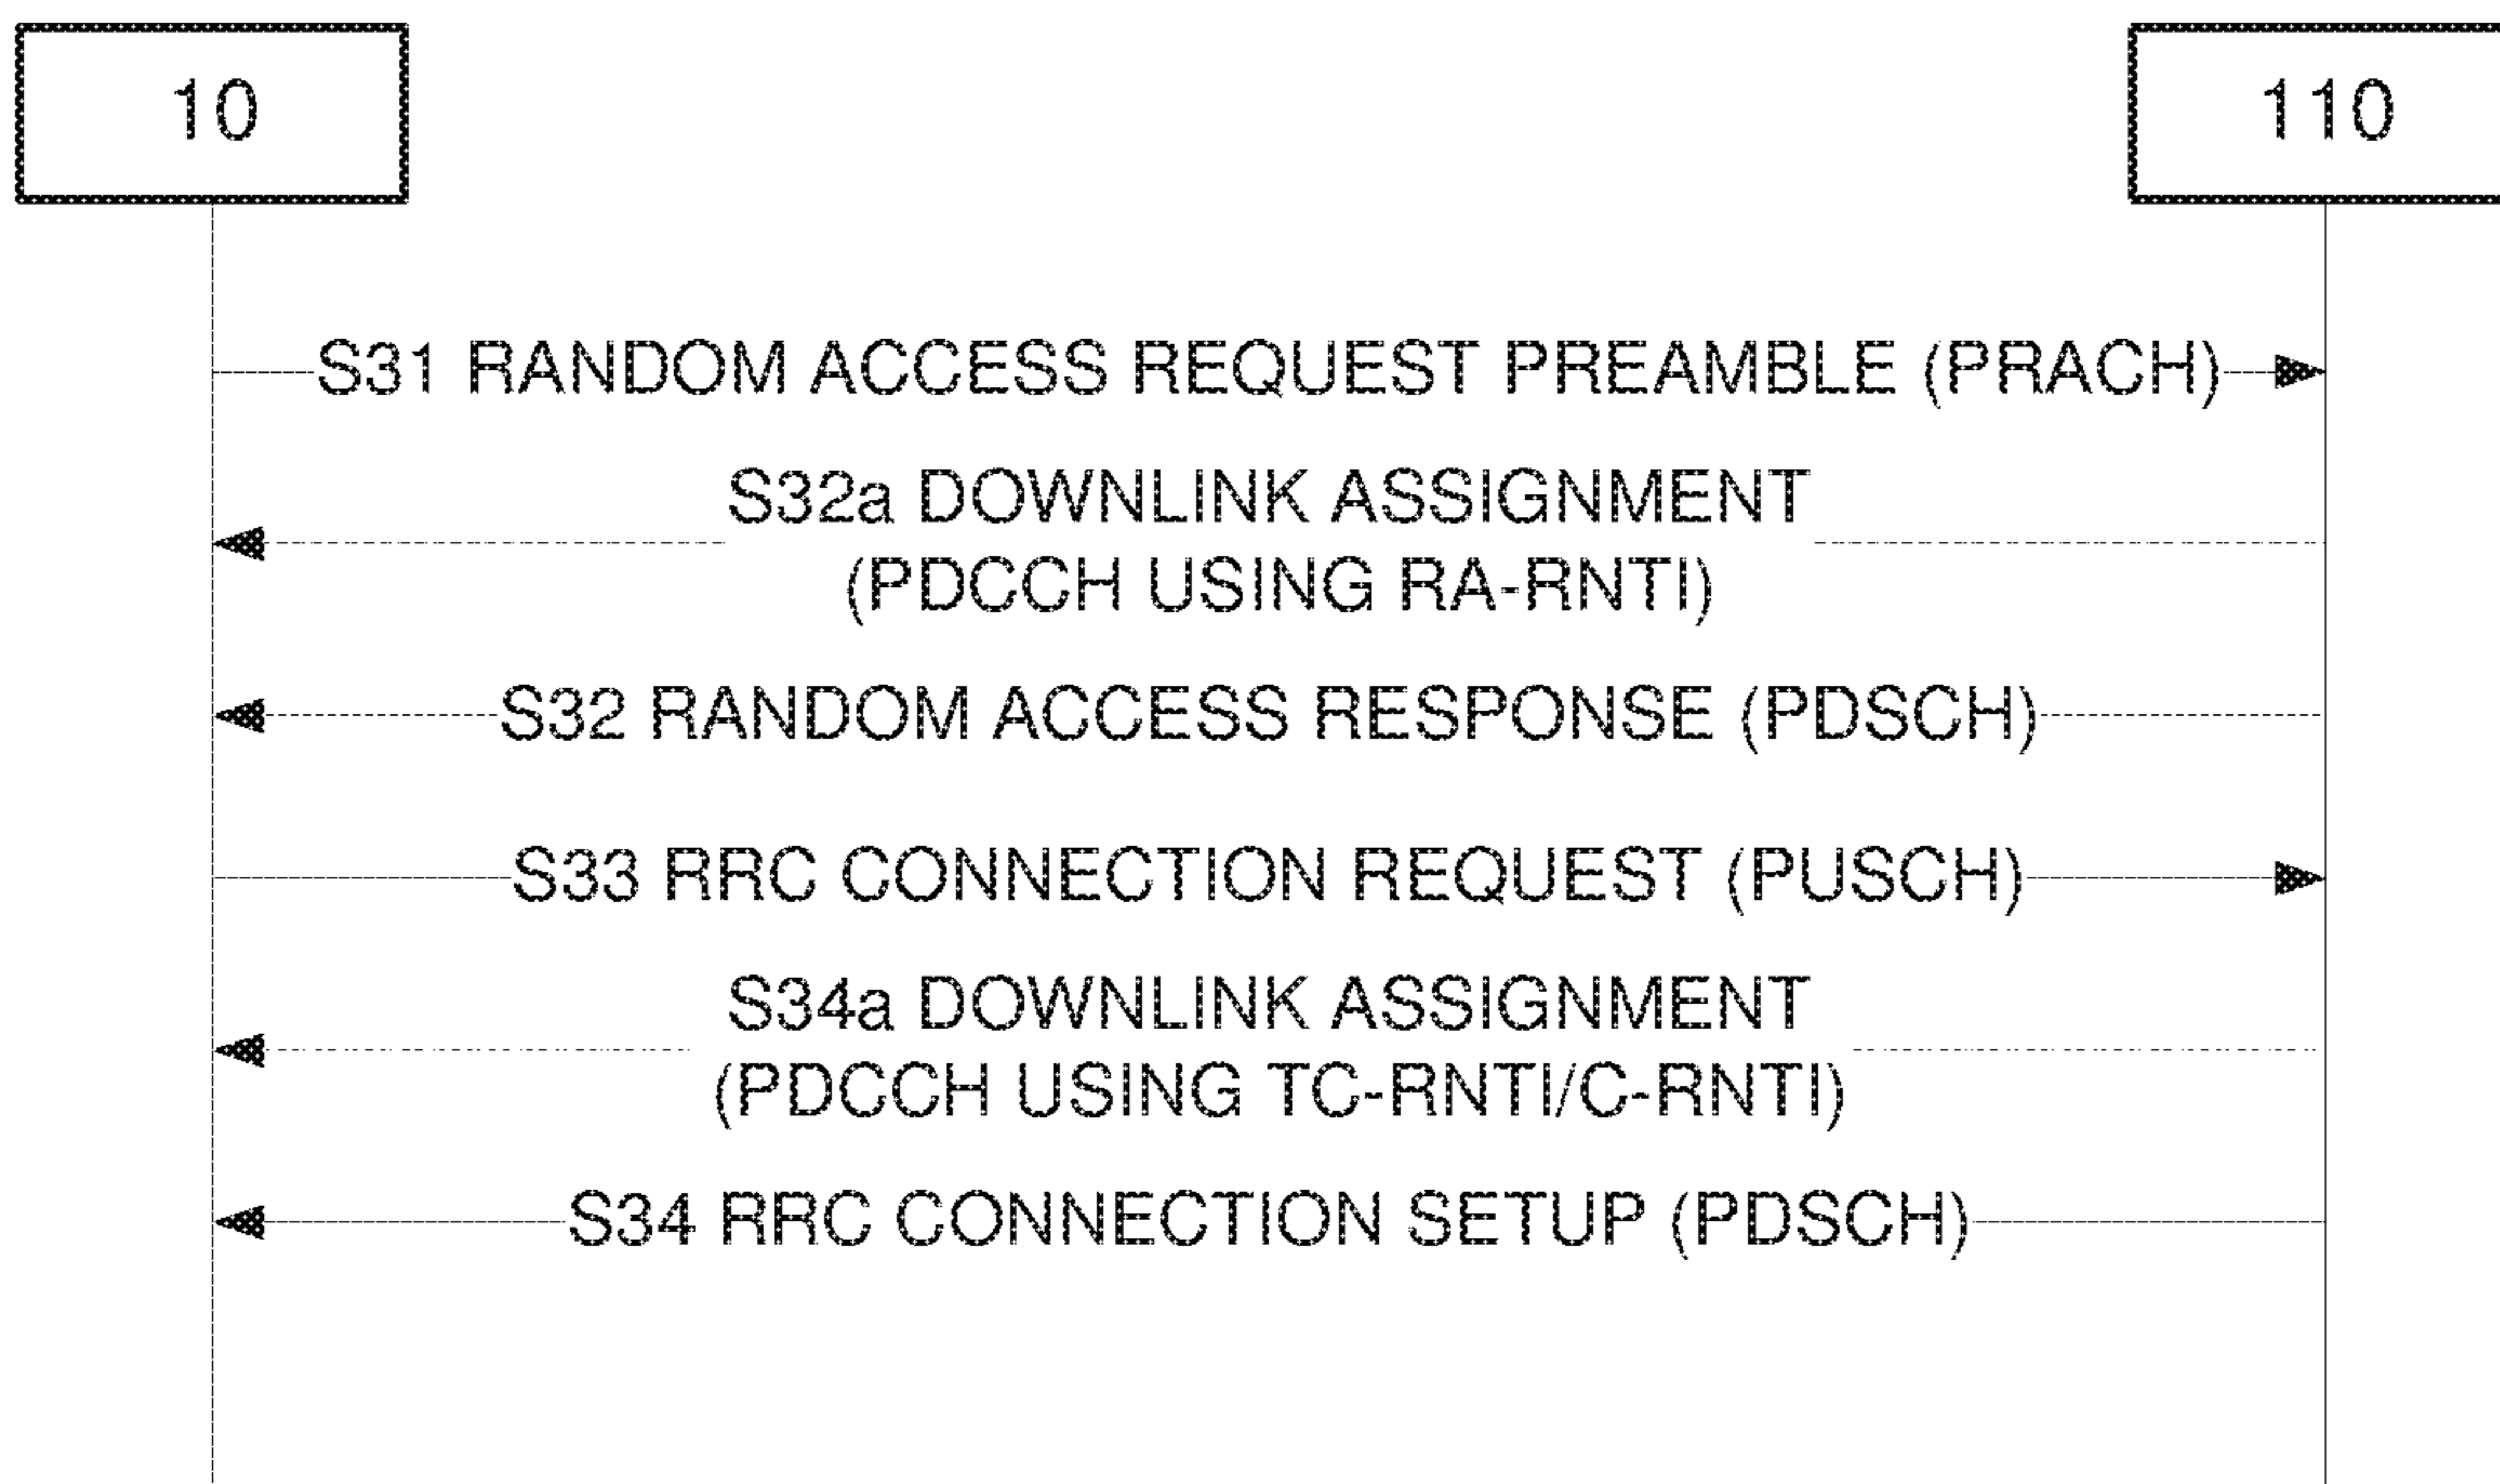 10
110
S31 RANDOM ACCESS REQUEST PREAMBLE (PRACH)
S32a DOWNLINK ASSIGNMENT
(PDCCH USING RA-RNTI)
S32 RANDOM ACCESS RESPONSE (PDSCH)
S33 RRC CONNECTION REQUEST (PUSCH)
S34a DOWNLINK ASSIGNMENT
(PDCCH USING TC-RNTI/C-RNTI)
S34 RRC CONNECTION SETUP (PDSCH)